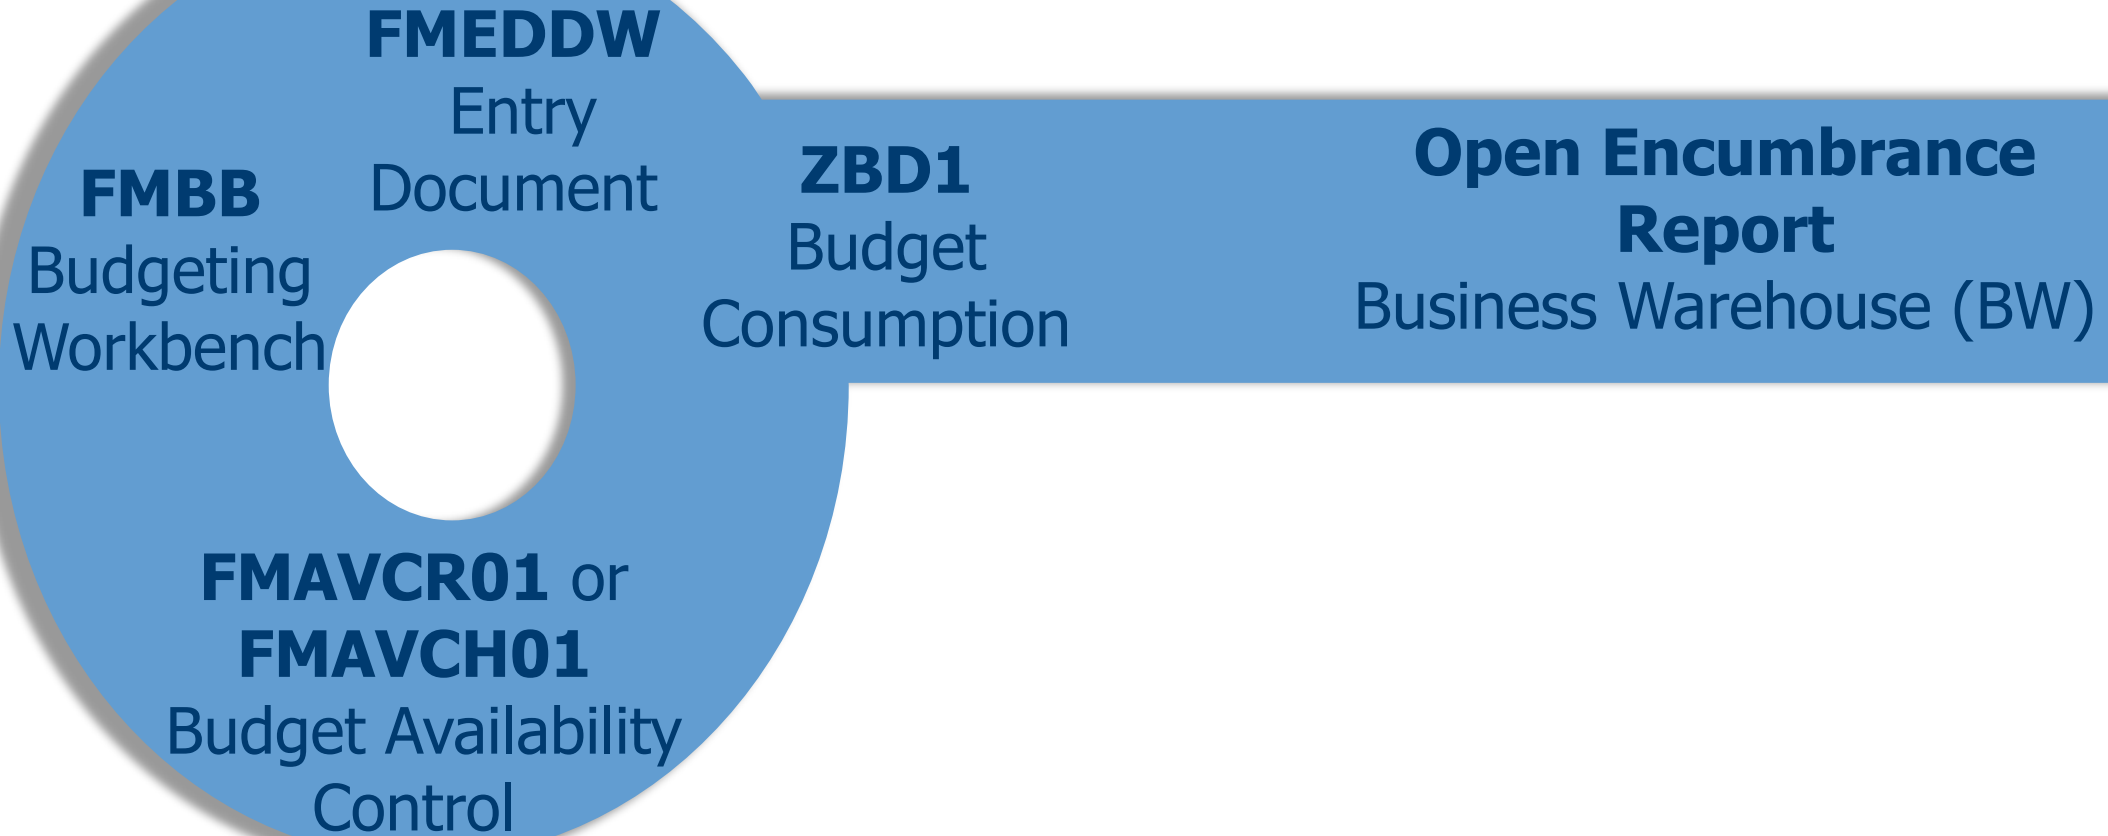 FMEDDW
Entry
Document
FMBB
Budgeting
Workbench
ZBD1
Budget
Consumption
Open Encumbrance
Report
Business Warehouse (BW)
FMAVCR01 or
FMAVCH01
Budget Availability
Control